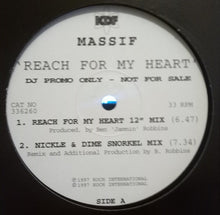 KDF
MASSIF
'REACH FOR MY HEART'
DJ PROMO ONLY - NOT FOR SALE
CAT NO
336260
33 RPM
1. REACH FOR MY HEART 12" MIX (6.47)
Produced. by Ben 'Jammin' Robbins
2. NICKLE & DIME SNORKEL MIX (7.34)
Remix and Additional Production by B. Robbins
℗1997 KOCH INTERNATIONAL
©1997 KOCH INTERNATIONAL
SIDE A